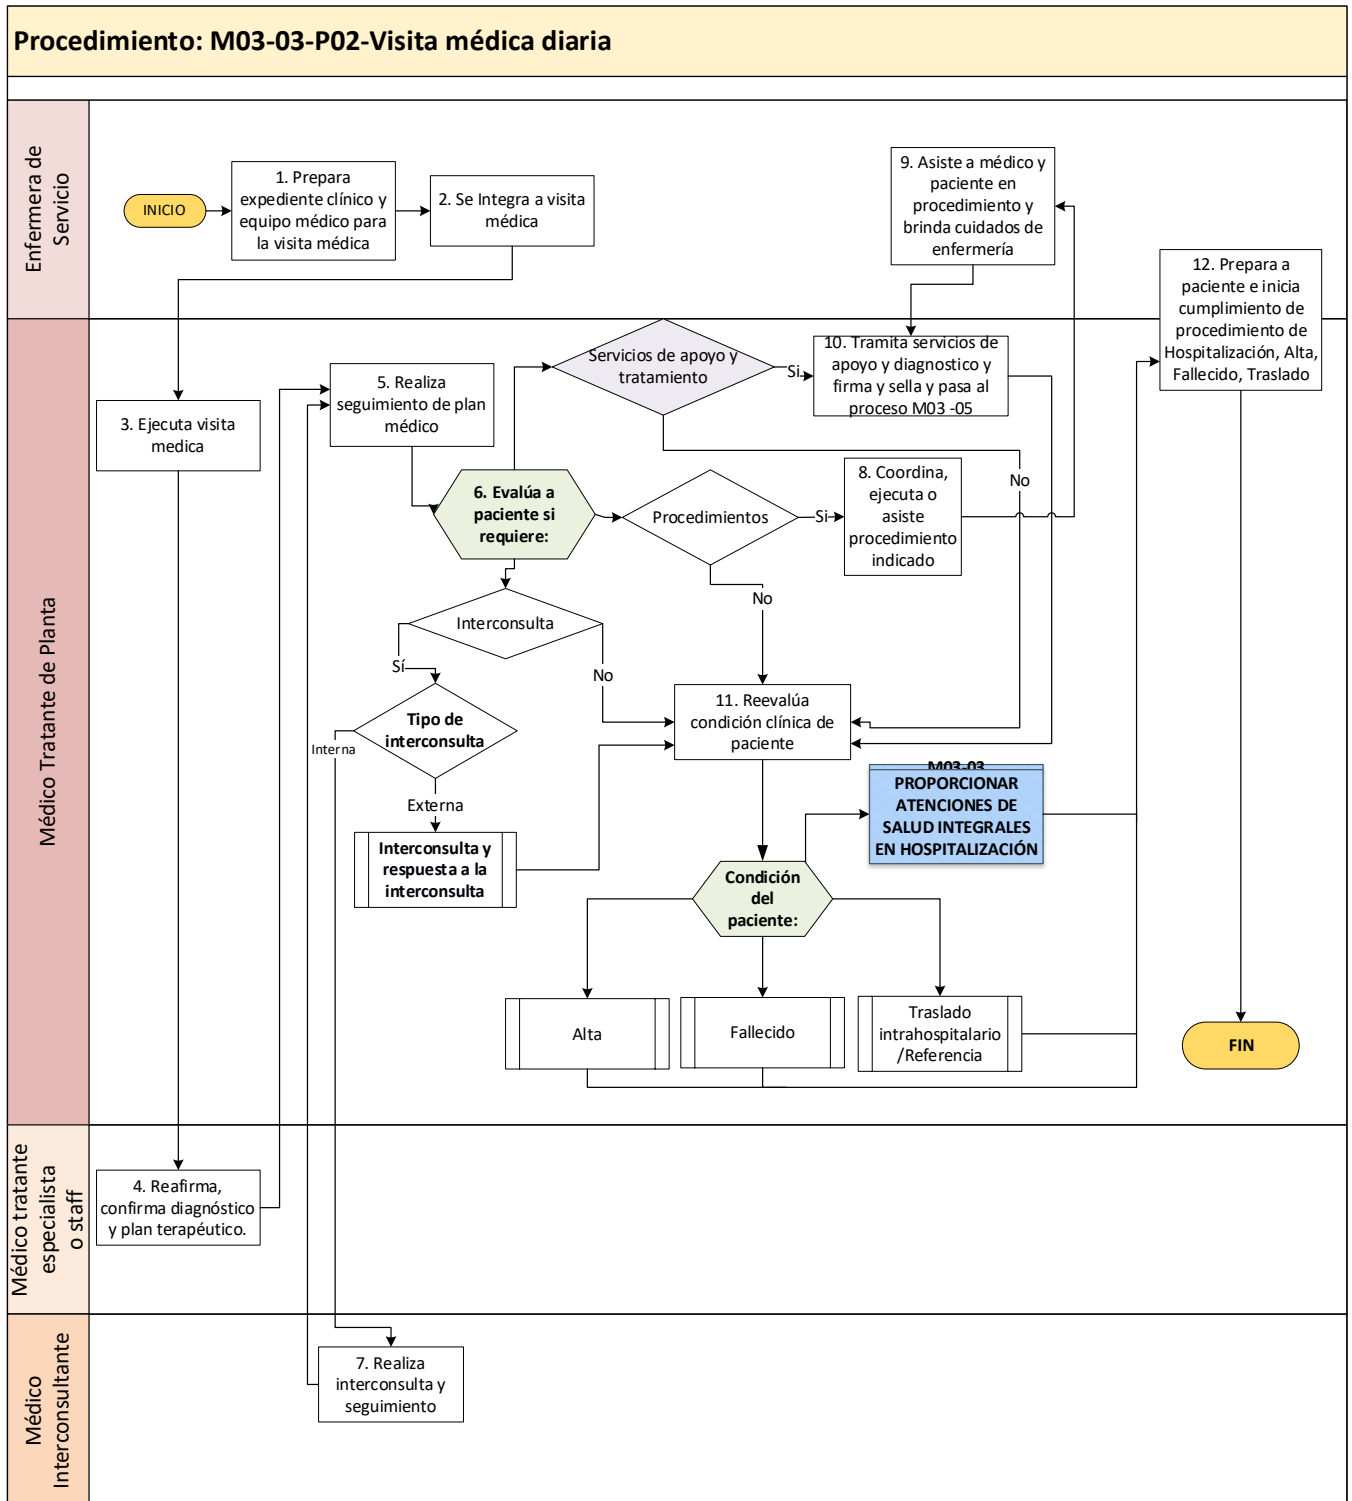 Procedimiento: M03-03-P02-Visita médica diaria
Enfermera de
Servicio
INICIO
1. Prepara
expediente clínico y
equipo médico para
la visita médica
2. Se Integra a visita
médica
9. Asiste a médico y
paciente en
procedimiento y
brinda cuidados de
enfermería
12. Prepara a
paciente e inicia
cumplimiento de
procedimiento de
Hospitalización, Alta,
Fallecido, Traslado
Médico Tratante de Planta
3. Ejecuta visita
medica
5. Realiza
seguimiento de plan
médico
Servicios de apoyo y
tratamiento
Si
10. Tramita servicios de
apoyo y diagnostico y
firma y sella y pasa al
proceso M03 -05
No
6. Evalúa a
paciente si
requiere:
Procedimientos
Si
8. Coordina,
ejecuta o
asiste
procedimiento
indicado
No
Interconsulta
Sí
No
Tipo de
interconsulta
Interna
Externa
Interconsulta y
respuesta a la
interconsulta
11. Reevalúa
condición clínica de
paciente
M03-03
PROPORCIONAR
ATENCIONES DE
SALUD INTEGRALES
EN HOSPITALIZACIÓN
Condición
del
paciente:
Alta
Fallecido
Traslado
intrahospitalario
/Referencia
FIN
Médico tratante
especialista
o staff
4. Reafirma,
confirma diagnóstico
y plan terapéutico.
Médico
Interconsultante
7. Realiza
interconsulta y
seguimiento